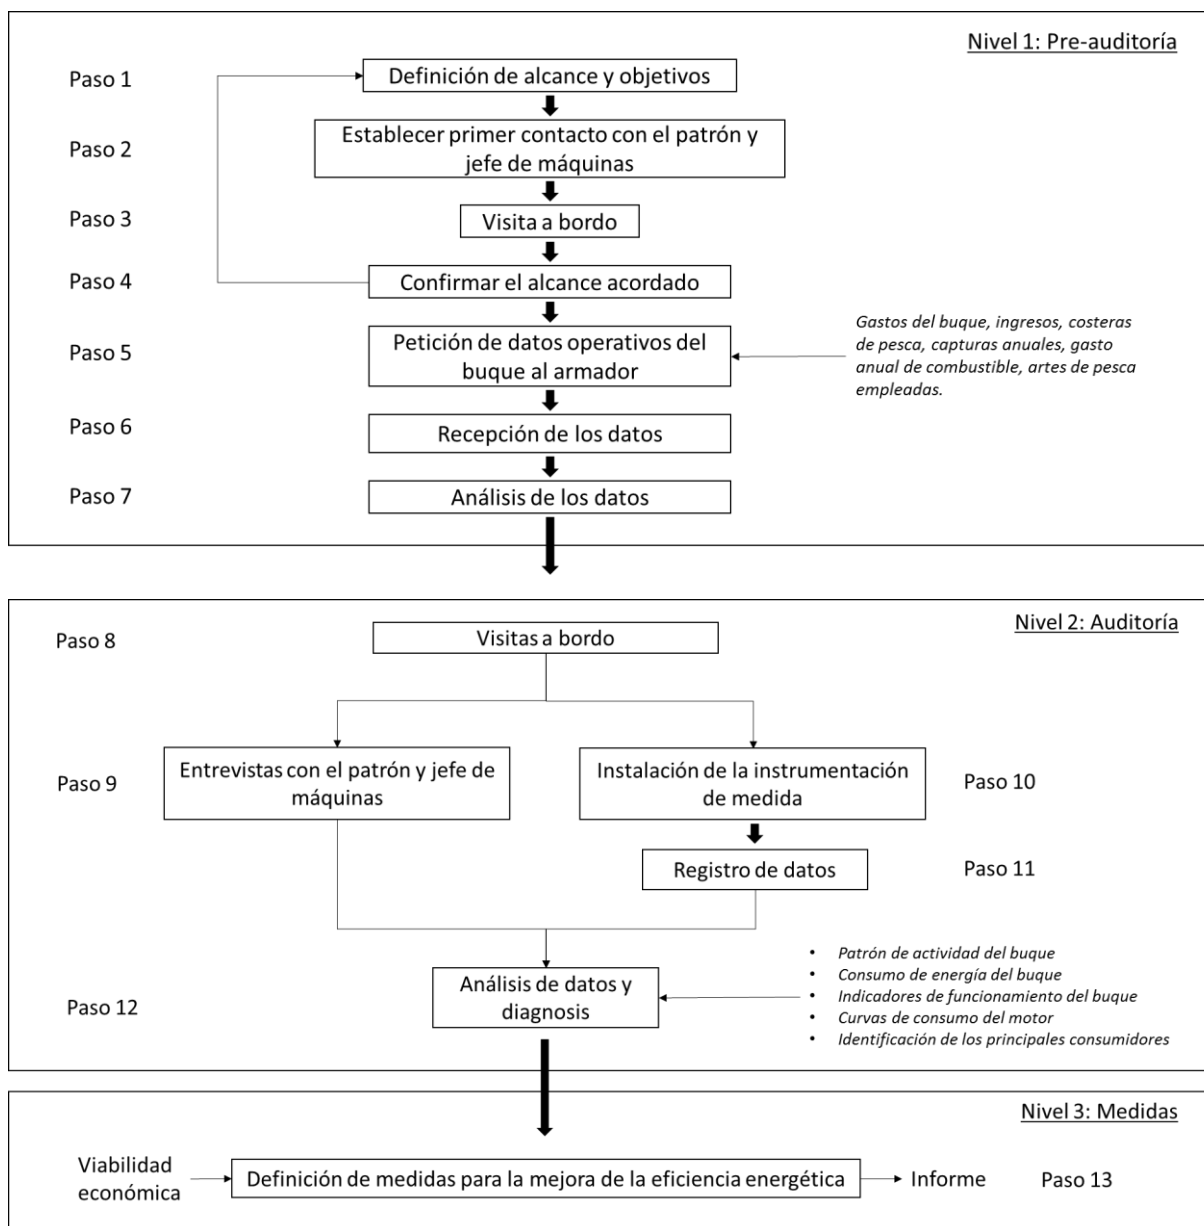 Nivel 1: Pre-auditoría
Paso 1
Definición de alcance y objetivos
Paso 2
Establecer primer contacto con el patrón y
jefe de máquinas
Paso 3
Visita a bordo
Paso 4
Confirmar el alcance acordado
Paso 5
Petición de datos operativos del
buque al armador
Gastos del buque, ingresos, costeras
de pesca, capturas anuales, gasto
anual de combustible, artes de pesca
empleadas.
Paso 6
Recepción de los datos
Paso 7
Análisis de los datos
Nivel 2: Auditoría
Paso 8
Visitas a bordo
Paso 9
Entrevistas con el patrón y jefe de
máquinas
Instalación de la instrumentación
de medida
Paso 10
Registro de datos
Paso 11
Paso 12
Análisis de datos y
diagnosis
• Patrón de actividad del buque
• Consumo de energía del buque
• Indicadores de funcionamiento del buque
• Curvas de consumo del motor
• Identificación de los principales consumidores
Nivel 3: Medidas
Viabilidad
económica
Definición de medidas para la mejora de la eficiencia energética
Informe
Paso 13